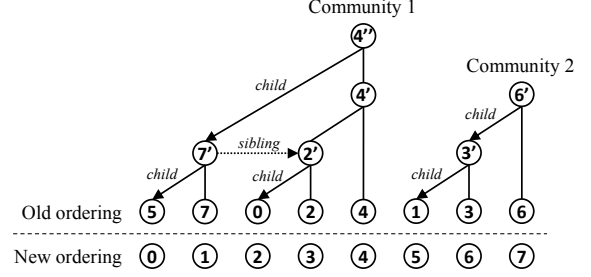 Community 1
4''
Community 2
child
4'
6'
child
7'
sibling
2'
3'
child
child
child
Old ordering 5 7 0 2 4 1 3 6
New ordering 0 1 2 3 4 5 6 7